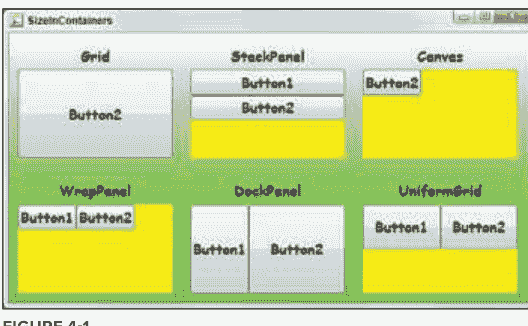 SizeInContainers
Grid
StackPanel
Canvas
Button2
Button1
Button2
Button2
WrapPanel
DockPanel
UniformGrid
Button1 Button2
Button1 Button2
Button1 Button2
FIGURE 4-1